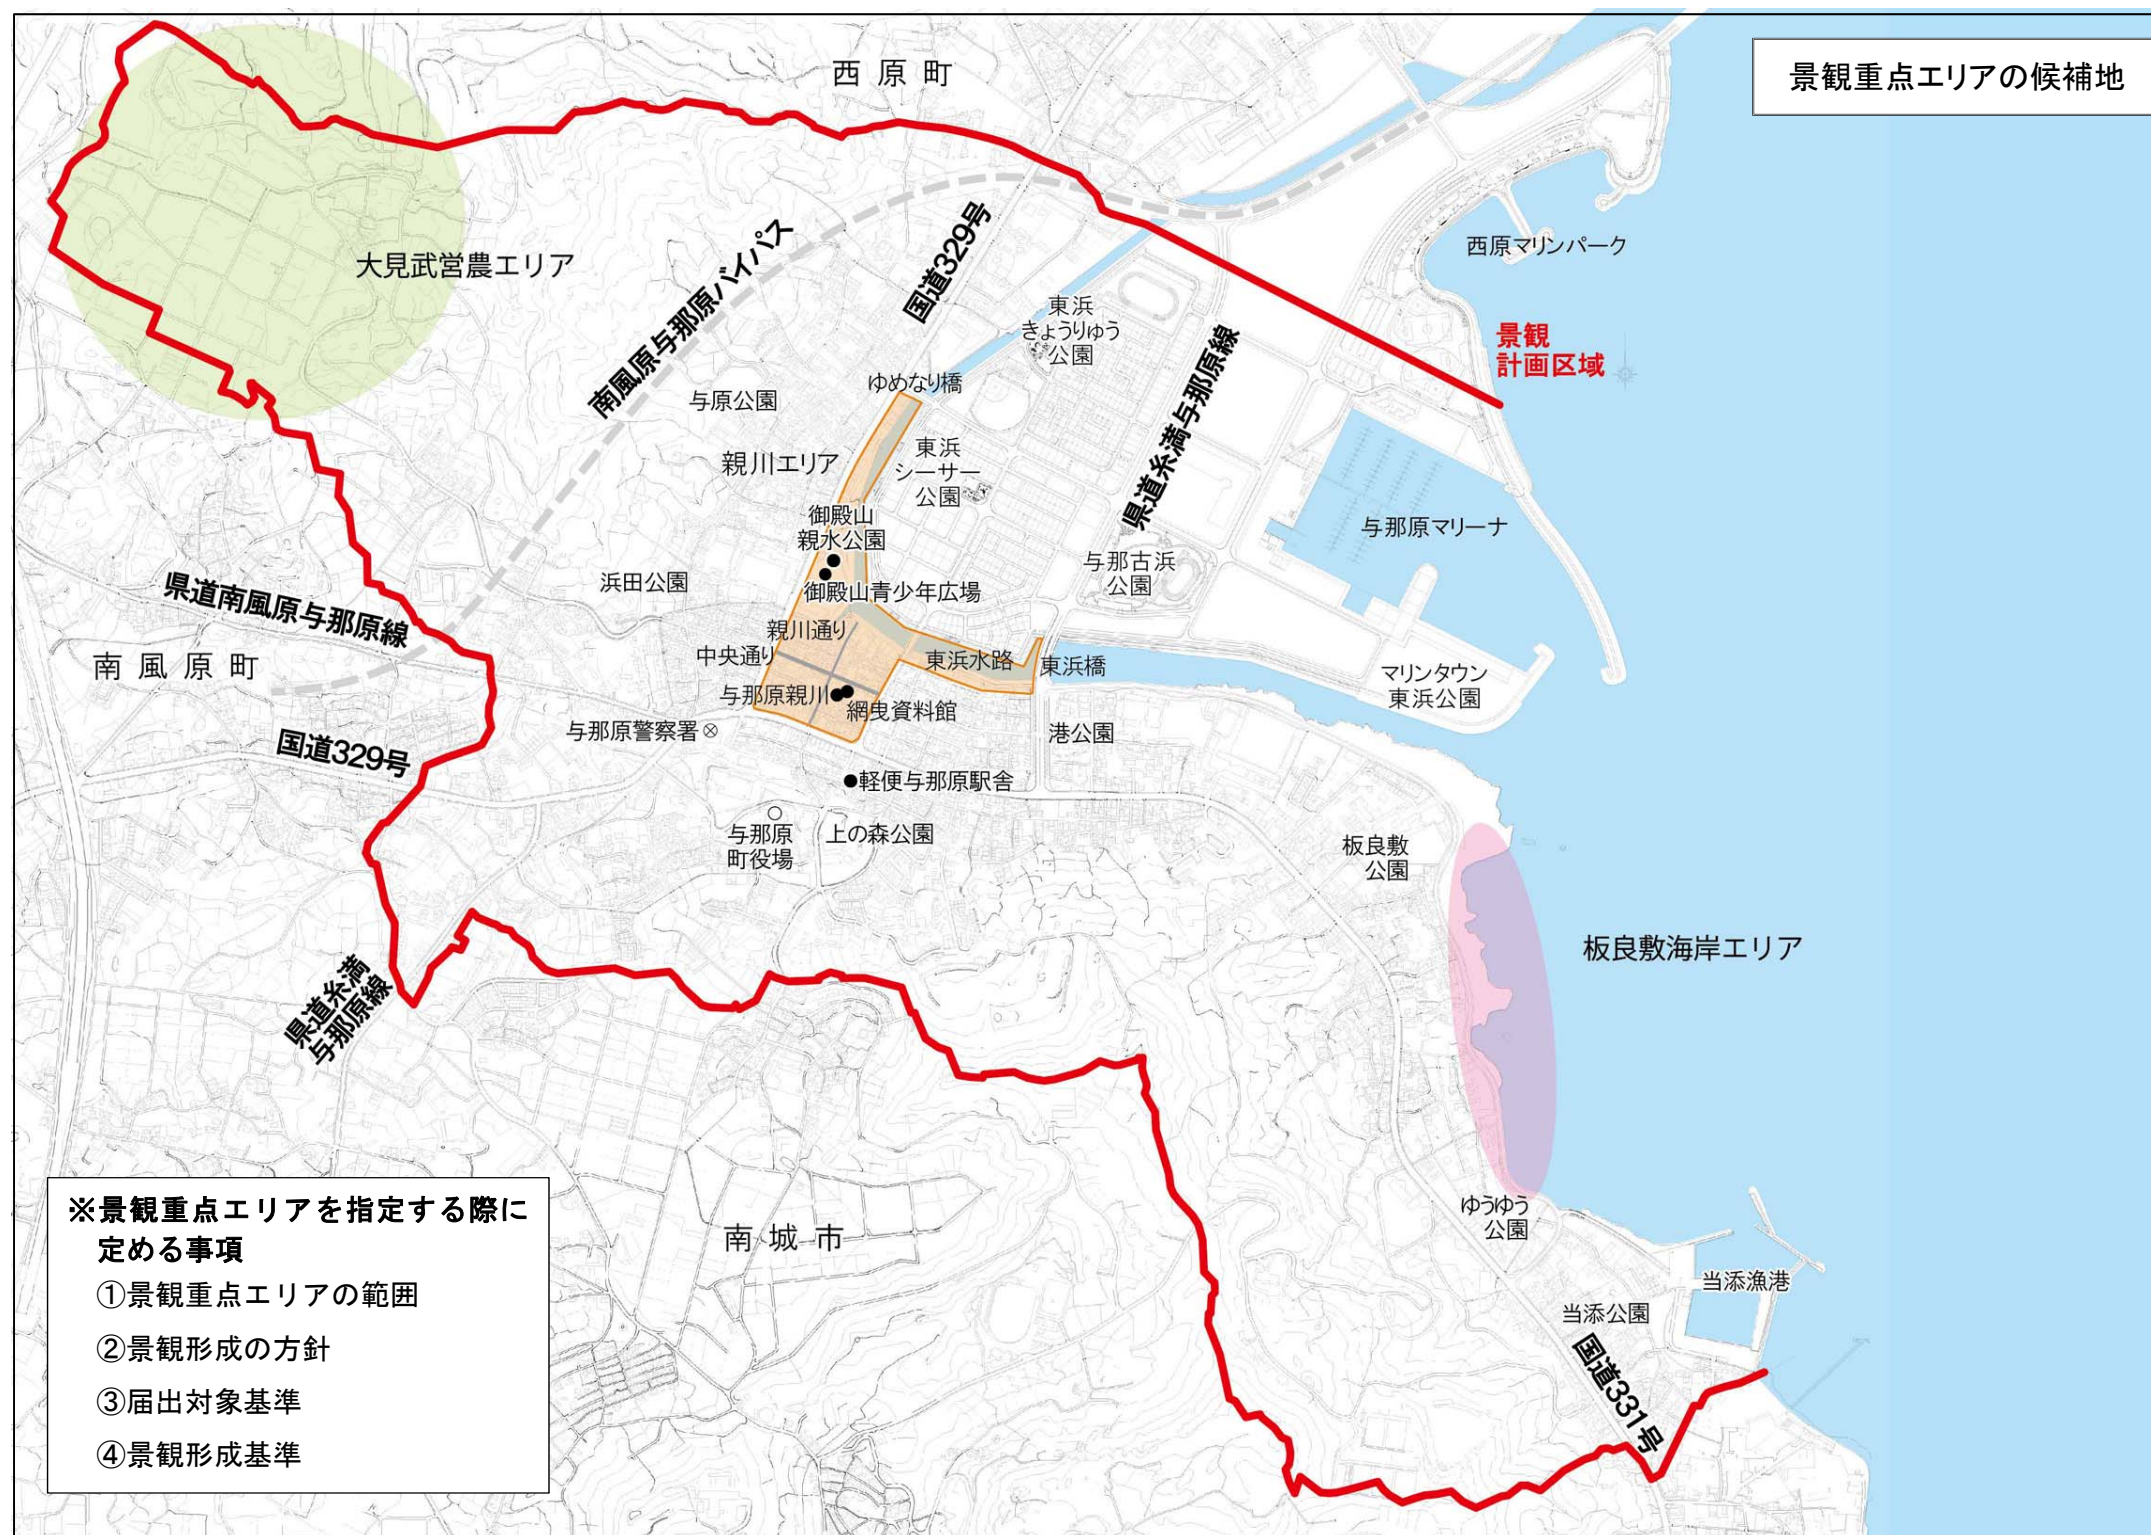 景観重点エリアの候補地
西原町
大見武営農エリア
南風原与那原バイパス
国道329号
西原マリンパーク
東浜
きょうりゅう
公園
県道糸満与那原線
景観
計画区域
ゆめなり橋
与原公園
親川エリア
東浜
シーサー
公園
御殿山
親水公園
与那原マリーナ
与那古浜
公園
浜田公園
御殿山青少年広場
県道南風原与那原線
親川通り
中央通り
東浜水路
東浜橋
南風原町
マリンタウン
東浜公園
与那原親川
綱曳資料館
与那原警察署
港公園
国道329号
軽便与那原駅舎
与那原
町役場
上の森公園
板良敷
公園
板良敷海岸エリア
県道糸満
与那原線
ゆうゆう
公園
南城市
当添漁港
当添公園
国道331号
※景観重点エリアを指定する際に
定める事項
①景観重点エリアの範囲
②景観形成の方針
③届出対象基準
④景観形成基準